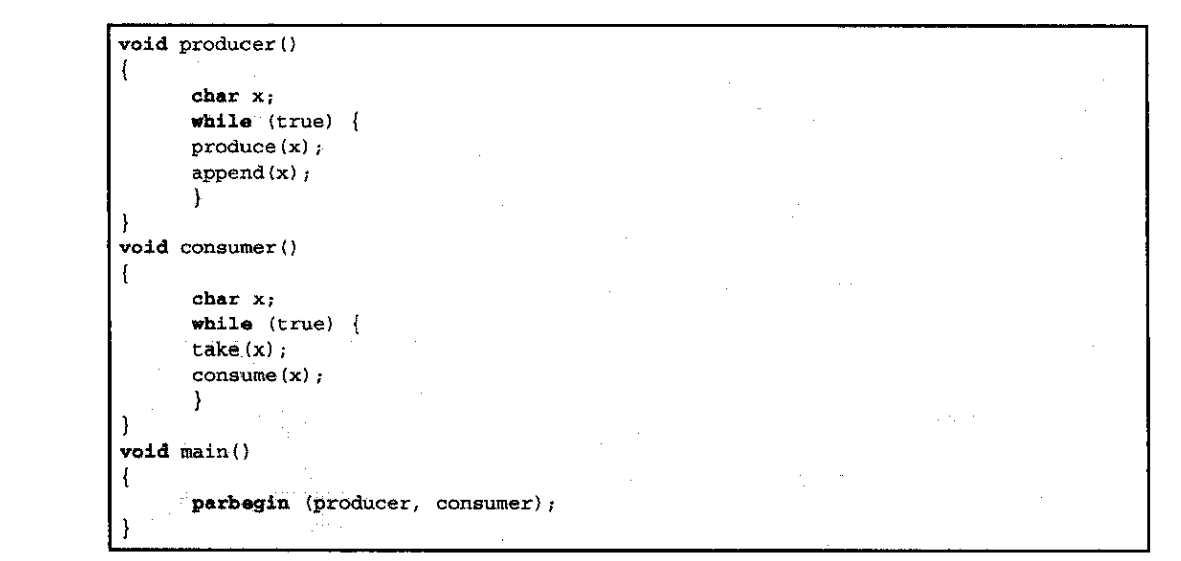 void producer()
{
char x;
while (true) {
produce(x);
append(x);
}
}
void consumer()
{
char x;
while (true) {
take(x);
consume(x);
}
}
void main()
{
parbegin (producer, consumer);
}